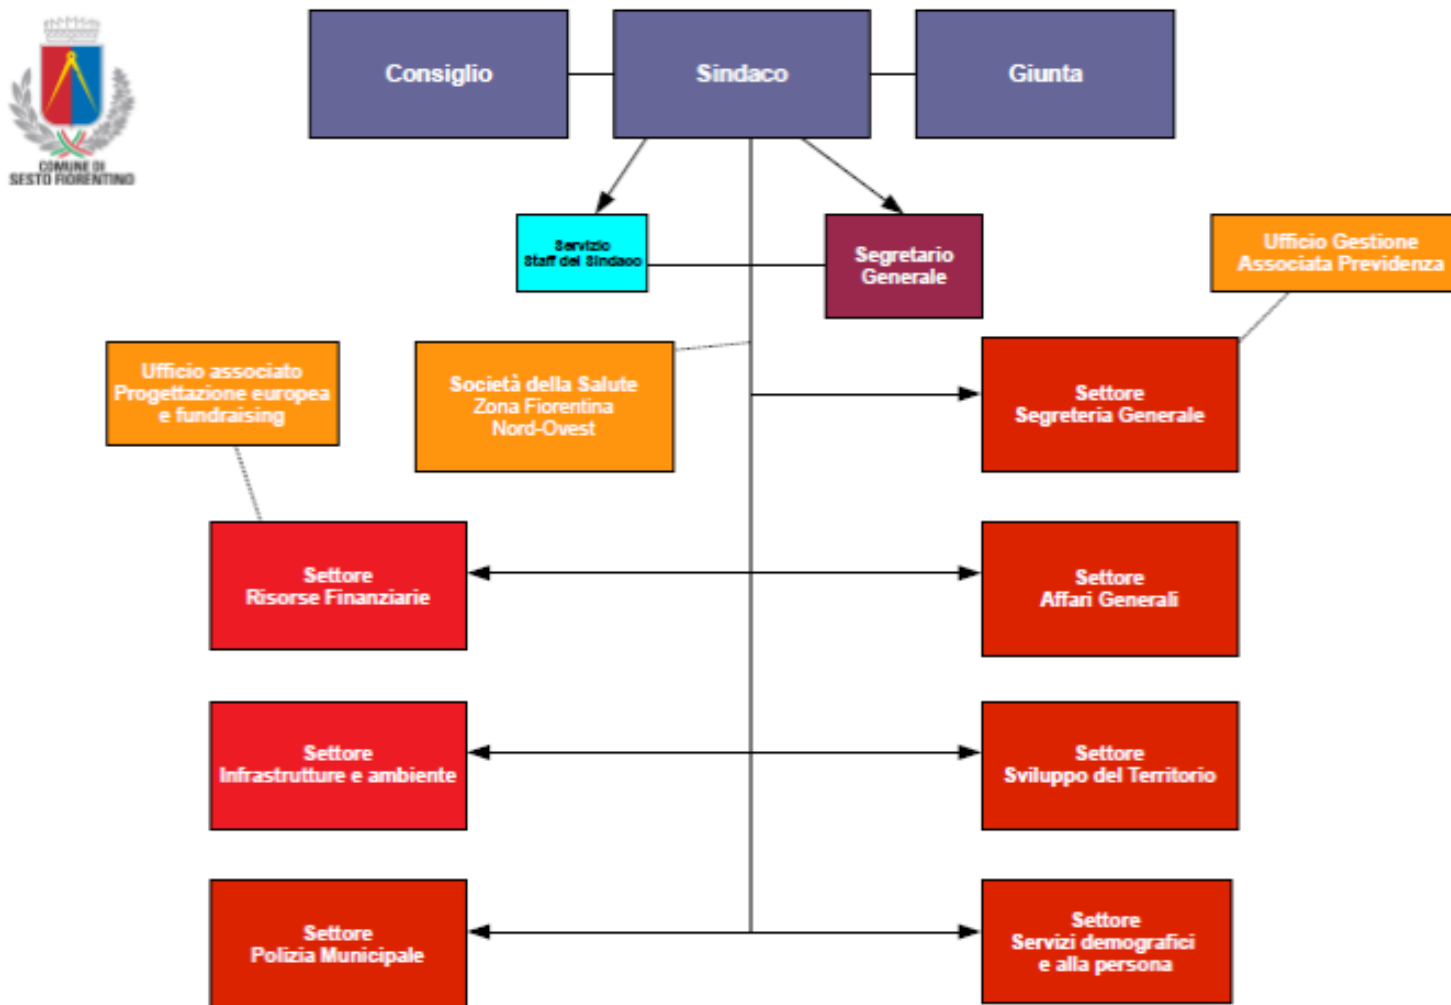 COMUNE DI
SESTO FIORENTINO
Consiglio
Sindaco
Giunta
Servizio
Staff del Sindaco
Segretario
Generale
Ufficio Gestione
Associata Previdenza
Ufficio associato
Progettazione europea
e fundraising
Società della Salute
Zona Fiorentina
Nord-Ovest
Settore
Segreteria Generale
Settore
Risorse Finanziarie
Settore
Affari Generali
Settore
Infrastrutture e ambiente
Settore
Sviluppo del Territorio
Settore
Polizia Municipale
Settore
Servizi demografici
e alla persona